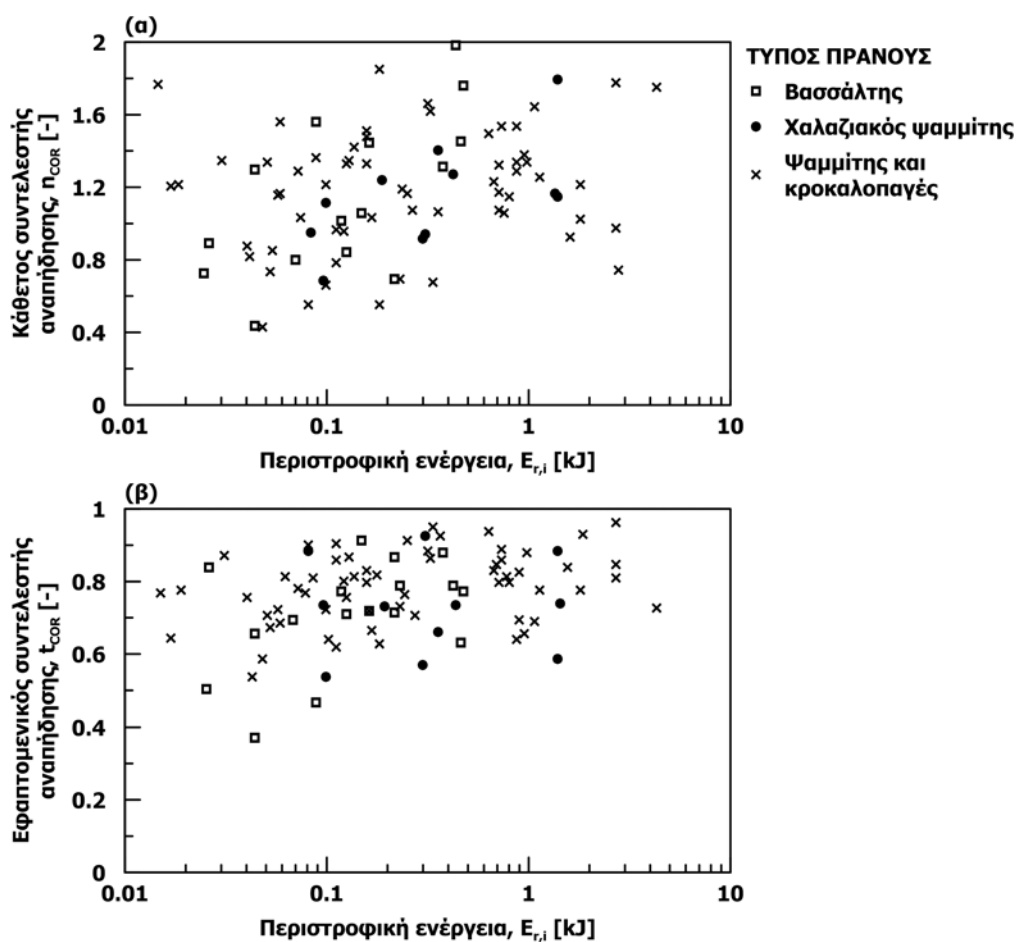 (α)
2
1.6
1.2
0.8
0.4
0
0.01
0.1
1
10
Κάθετος συντελεστής
αναπήδησης, n_COR [-]
Περιστροφική ενέργεια, E_r,i [kJ]
ΤΥΠΟΣ ΠΡΑΝΟΥΣ
Βασσάλτης
Χαλαζιακός ψαμμίτης
Ψαμμίτης και
κροκαλοπαγές
(β)
1
0.8
0.6
0.4
0.2
0
0.01
0.1
1
10
Εφαπτομενικός συντελεστής
αναπήδησης, t_COR [-]
Περιστροφική ενέργεια, E_r,i [kJ]